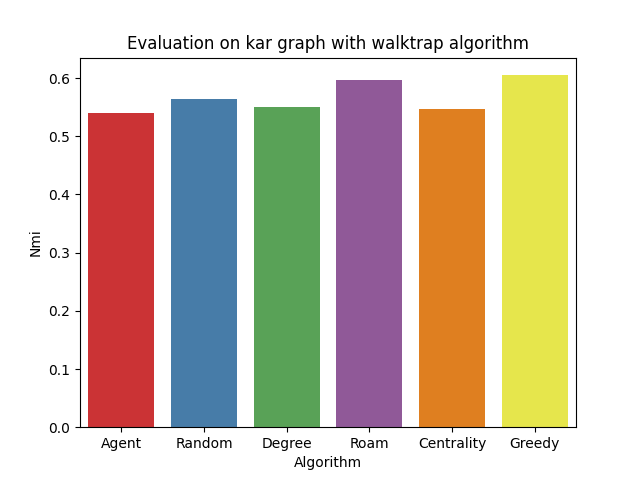 Evaluation on kar graph with walktrap algorithm
0.6
0.5
0.4
0.3
0.2
0.1
0.0
Nmi
Agent Random Degree Roam Centrality Greedy
Algorithm